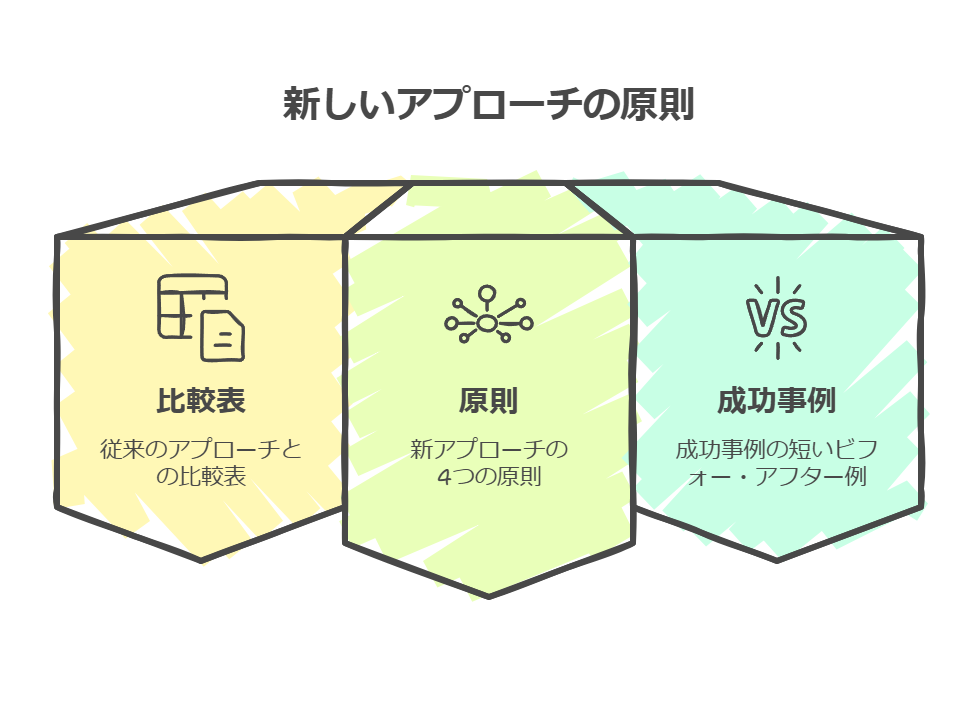 新しいアプローチの原則
比較表
従来のアプローチと
の比較表
原則
新アプローチの
4つの原則
VS
成功事例
成功事例の短いビフ
ォー・アフター例